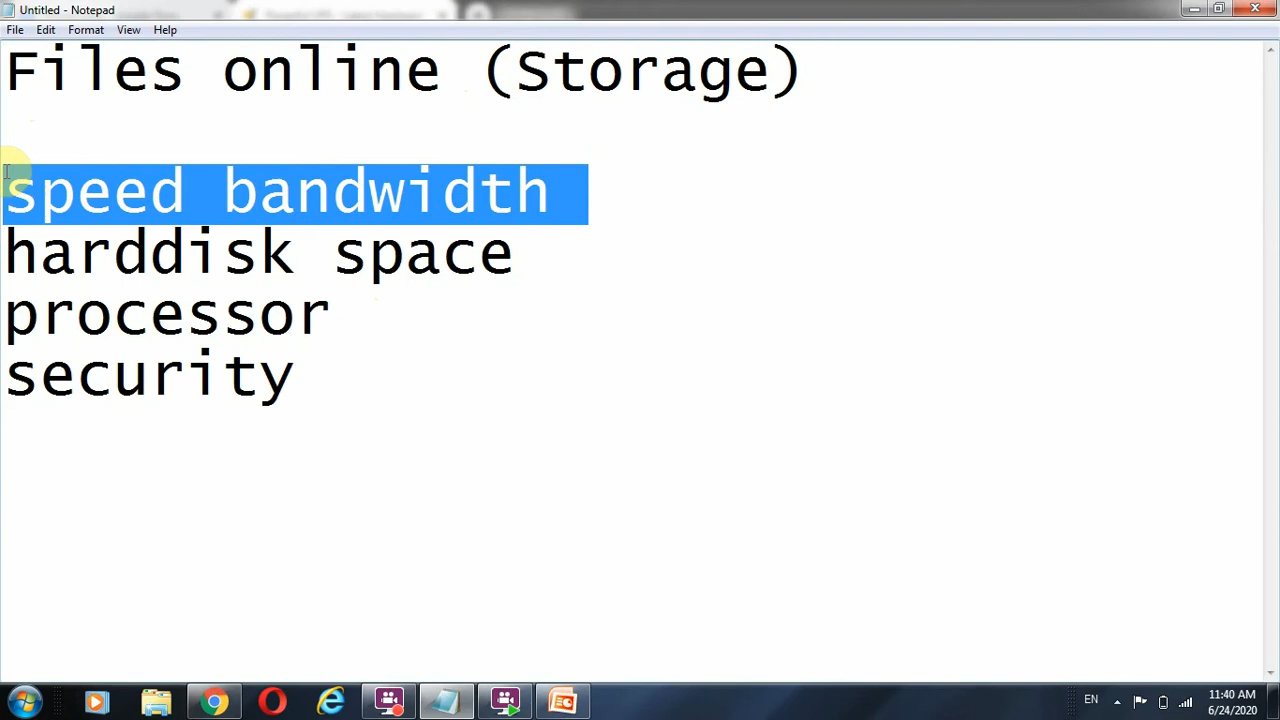 Untitled - Notepad
File Edit Format View Help
Files online (Storage)
speed bandwidth
harddisk space
processor
security
EN
11:40 AM
6/24/2020